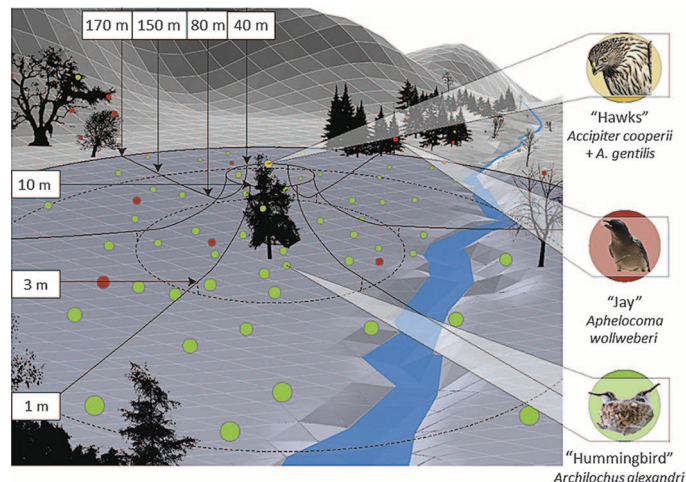 170 m
150 m
80 m
40 m
10 m
3 m
1 m
“Hawks”
Accipiter cooperii
+ A. gentilis
“Jay”
Aphelocoma
wollweberi
“Hummingbird”
Archilochus alexandri